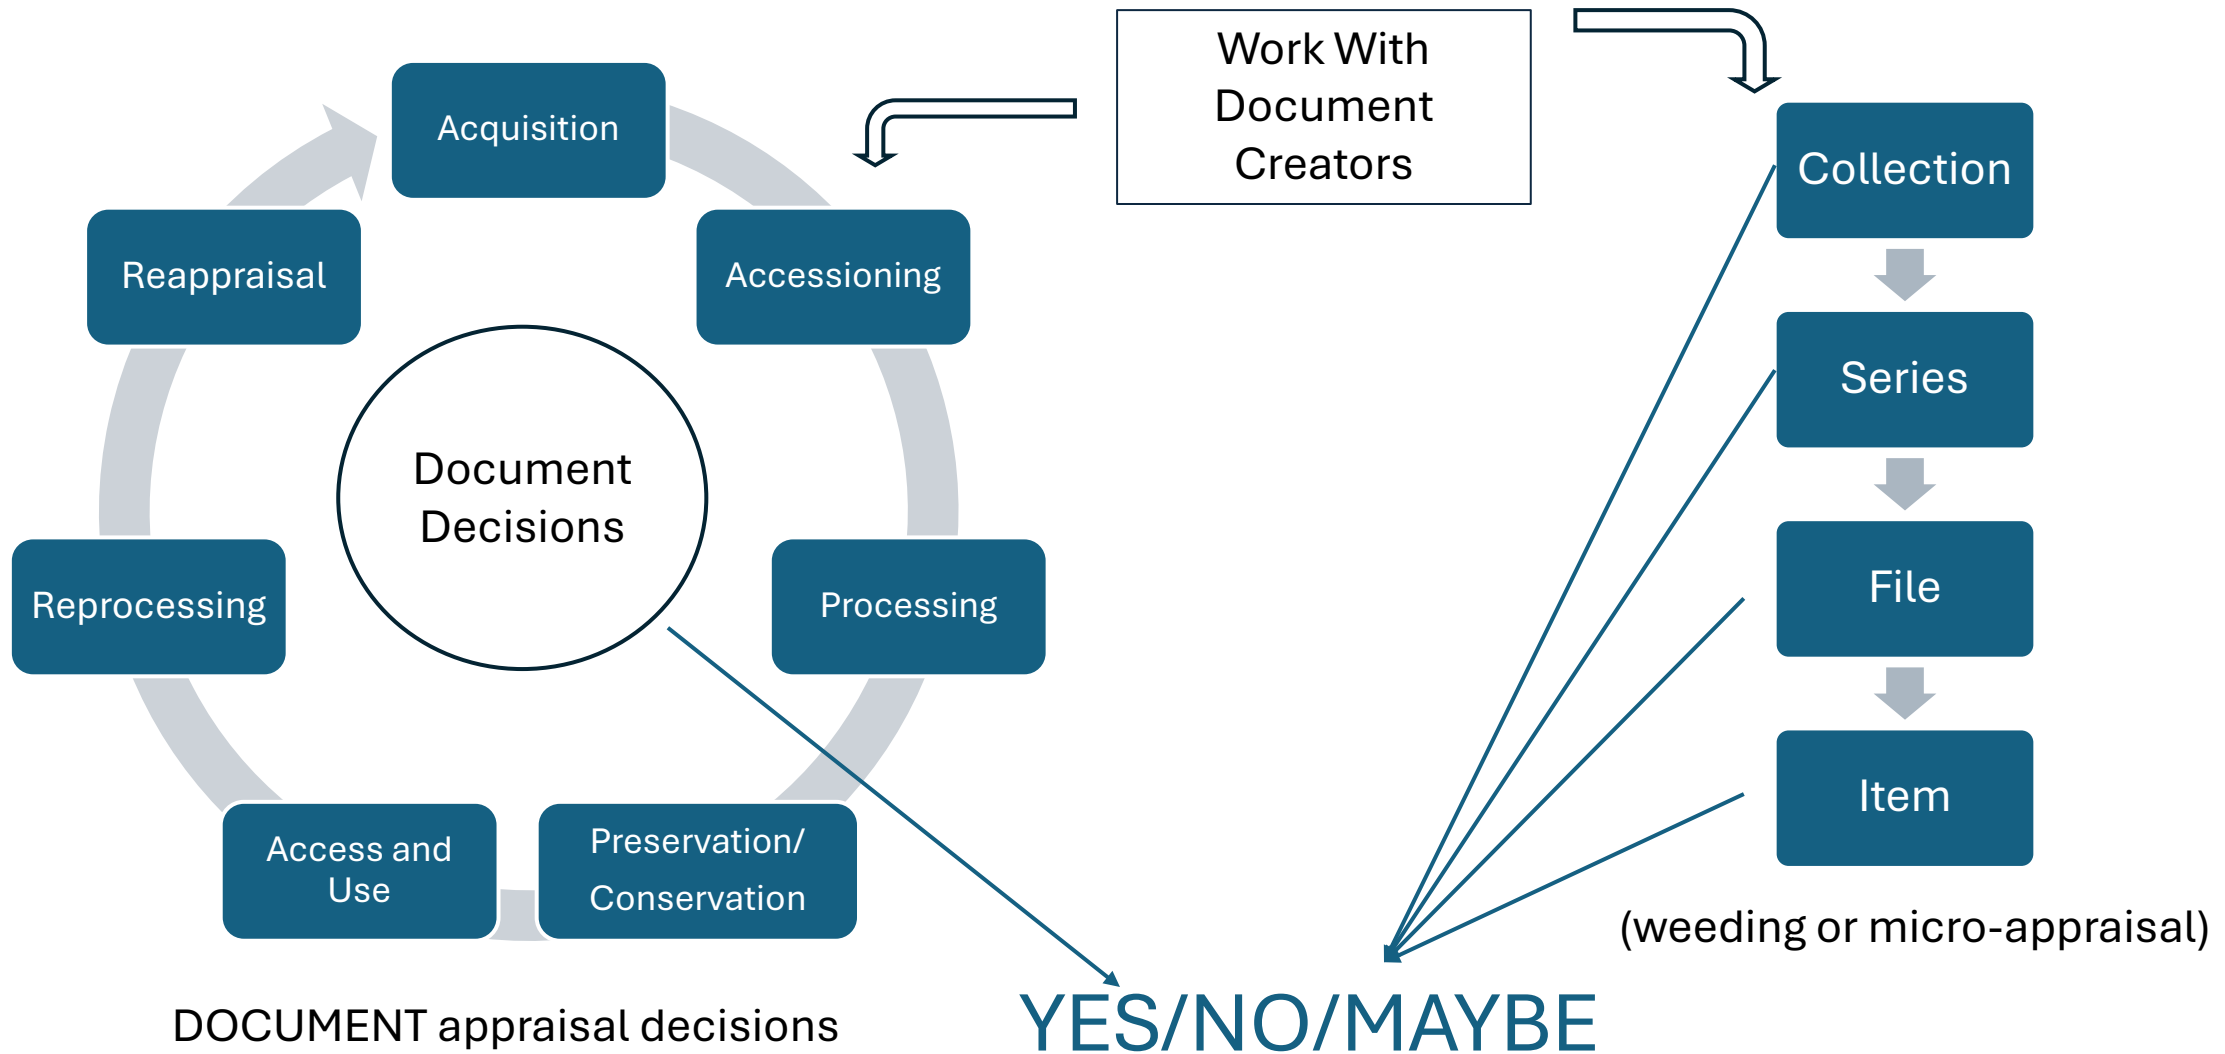 Work With
Document
Creators
Acquisition
Accessioning
Processing
Preservation/
Conservation
Access and
Use
Reprocessing
Reappraisal
Document
Decisions
Collection
Series
File
Item
(weeding or micro-appraisal)
DOCUMENT appraisal decisions
YES/NO/MAYBE